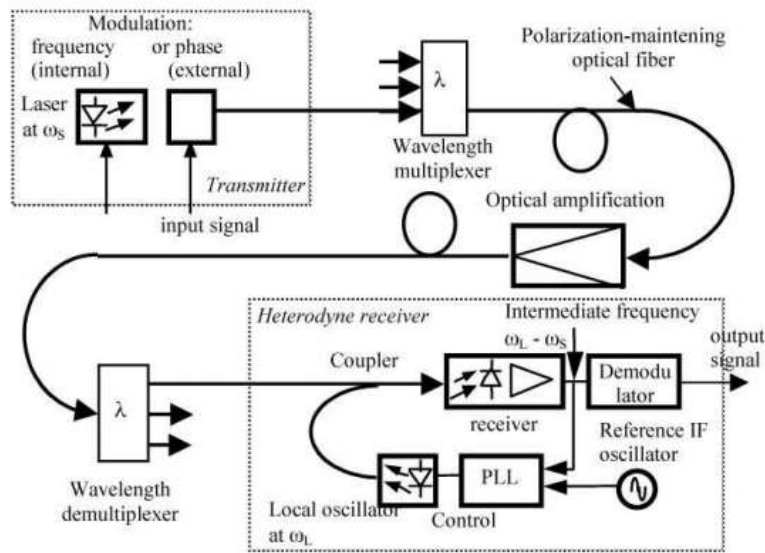 Modulation:
frequency or phase
(internal) (external)
Laser
at ωS
Transmitter
input signal
λ
Wavelength
multiplexer
Polarization-maintening
optical fiber
Optical amplification
Heterodyne receiver
Intermediate frequency
ωL - ωS
output
signal
Coupler
receiver
Demodu
lator
λ
Wavelength
demultiplexer
Reference IF
oscillator
PLL
Local oscillator
at ωL
Control